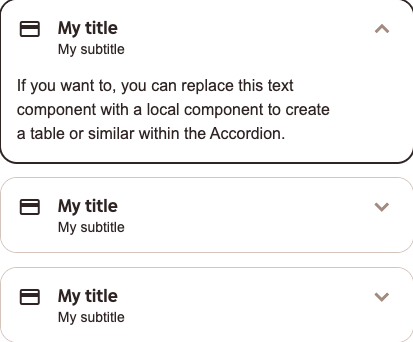 My title
My subtitle
If you want to, you can replace this text
component with a local component to create
a table or similar within the Accordion.
My title
My subtitle
My title
My subtitle